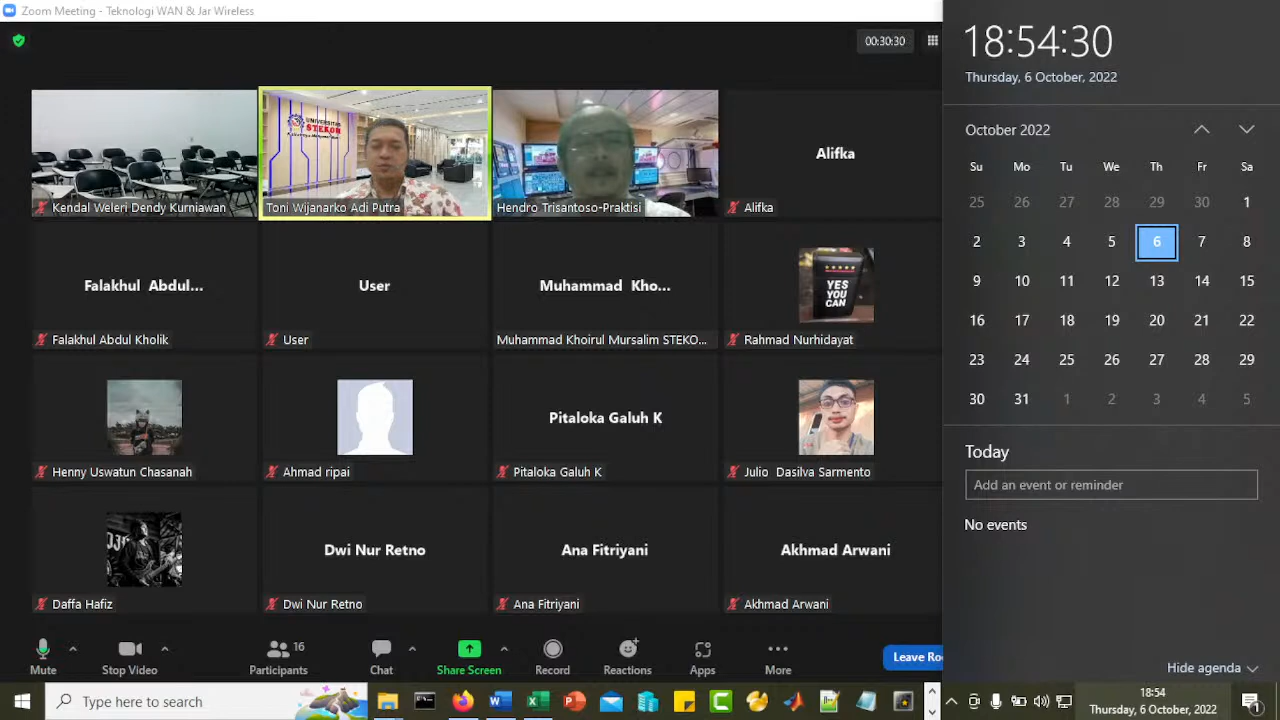 Zoom Meeting - Teknologi WAN & Jar Wireless
00:30:30
UNIVERSITAS
STEKOM
Kendal Weleri Dendy Kurniawan
Toni Wijanarko Adi Putra
Hendro Trisantoso-Praktisi
Alifka
Alifka
Falakhul Abdul...
Falakhul Abdul Kholik
User
User
Muhammad Kho...
Muhammad Khoirul Mursalim STEKO...
YES
YOU
CAN
Rahmad Nurhidayat
Henny Uswatun Chasanah
Ahmad ripai
Pitaloka Galuh K
Pitaloka Galuh K
Julio Dasilva Sarmento
Daffa Hafiz
Dwi Nur Retno
Dwi Nur Retno
Ana Fitriyani
Ana Fitriyani
Akhmad Arwani
Akhmad Arwani
Mute
Stop Video
16
Participants
Chat
Share Screen
Record
Reactions
Apps
More
Leave Ro
Type here to search
18:54:30
Thursday, 6 October, 2022
October 2022
Su Mo Tu We Th Fr Sa
25 26 27 28 29 30 1
2 3 4 5 6 7 8
9 10 11 12 13 14 15
16 17 18 19 20 21 22
23 24 25 26 27 28 29
30 31 1 2 3 4 5
Today
Add an event or reminder
No events
Hide agenda
18:54
Thursday, 6 October, 2022
1